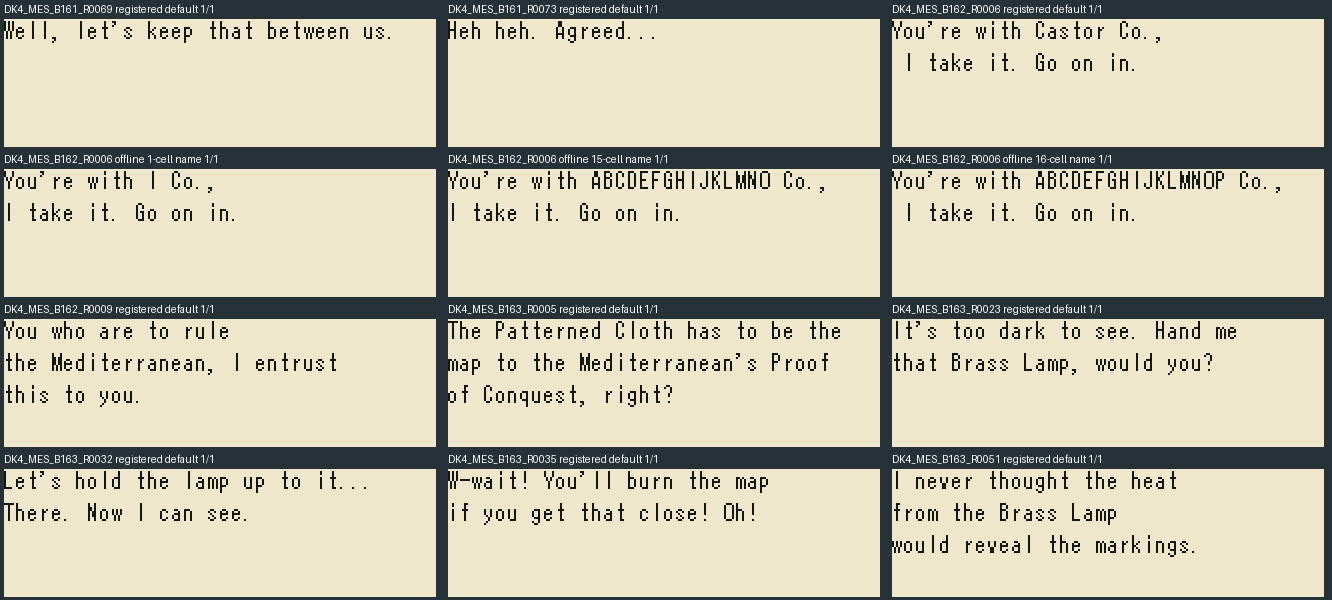 DK4_MES_B161_R0069 registered default 1/1
Well, let's keep that between us.
DK4_MES_B161_R0073 registered default 1/1
Heh heh. Agreed...
DK4_MES_B162_R0006 registered default 1/1
You're with Castor Co.,
I take it. Go on in.
DK4_MES_B162_R0006 offline 1-cell name 1/1
You're with I Co.,
I take it. Go on in.
DK4_MES_B162_R0006 offline 15-cell name 1/1
You're with ABCDEFGHIJKLMNO Co.,
I take it. Go on in.
DK4_MES_B162_R0006 offline 16-cell name 1/1
You're with ABCDEFGHIJKLMNOP Co.,
I take it. Go on in.
DK4_MES_B162_R0009 registered default 1/1
You who are to rule
the Mediterranean, I entrust
this to you.
DK4_MES_B163_R0005 registered default 1/1
The Patterned Cloth has to be the
map to the Mediterranean's Proof
of Conquest, right?
DK4_MES_B163_R0023 registered default 1/1
It's too dark to see. Hand me
that Brass Lamp, would you?
DK4_MES_B163_R0032 registered default 1/1
Let's hold the lamp up to it...
There. Now I can see.
DK4_MES_B163_R0035 registered default 1/1
W-wait! You'll burn the map
if you get that close! Oh!
DK4_MES_B163_R0051 registered default 1/1
I never thought the heat
from the Brass Lamp
would reveal the markings.